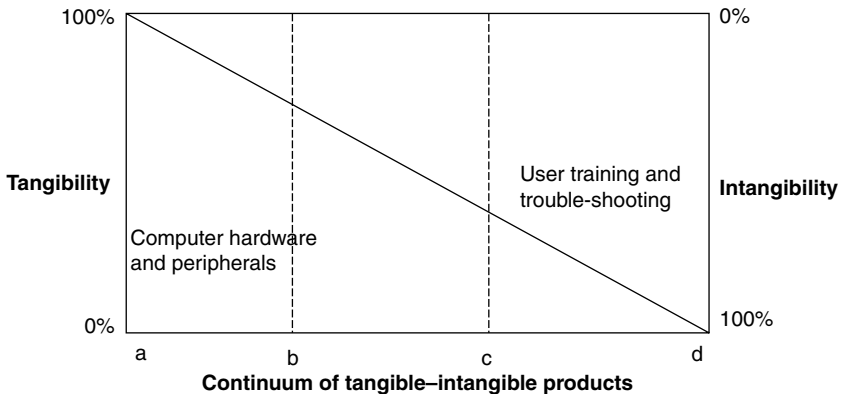 100%
0%
User training and
trouble-shooting
Tangibility
Intangibility
Computer hardware
and peripherals
0%
100%
a
b
c
d
Continuum of tangible–intangible products